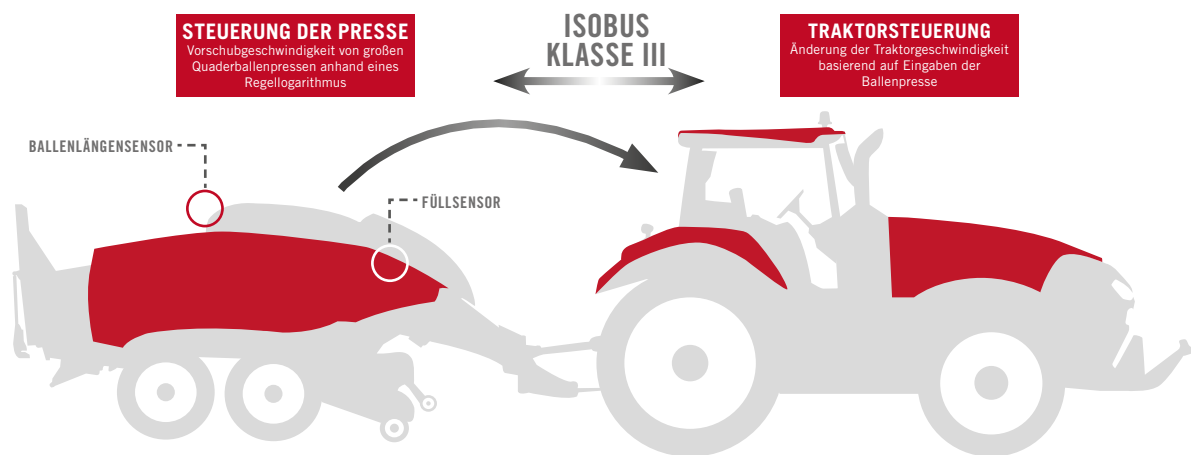 STEUERUNG DER PRESSE
Vorschubgeschwindigkeit von großen
Quaderballenpressen anhand eines
Regellogarithmus
ISOBUS
KLASSE III
TRAKTORSTEUERUNG
Änderung der Traktorgeschwindigkeit
basierend auf Eingaben der
Ballenpresse
BALLENLÄNGENSENSOR
FÜLLSENSOR